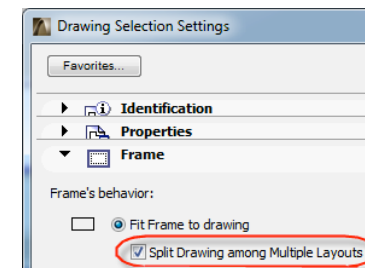 Drawing Selection Settings
Favorites...
Identification
Properties
Frame
Frame's behavior:
Fit Frame to drawing
Split Drawing among Multiple Layouts